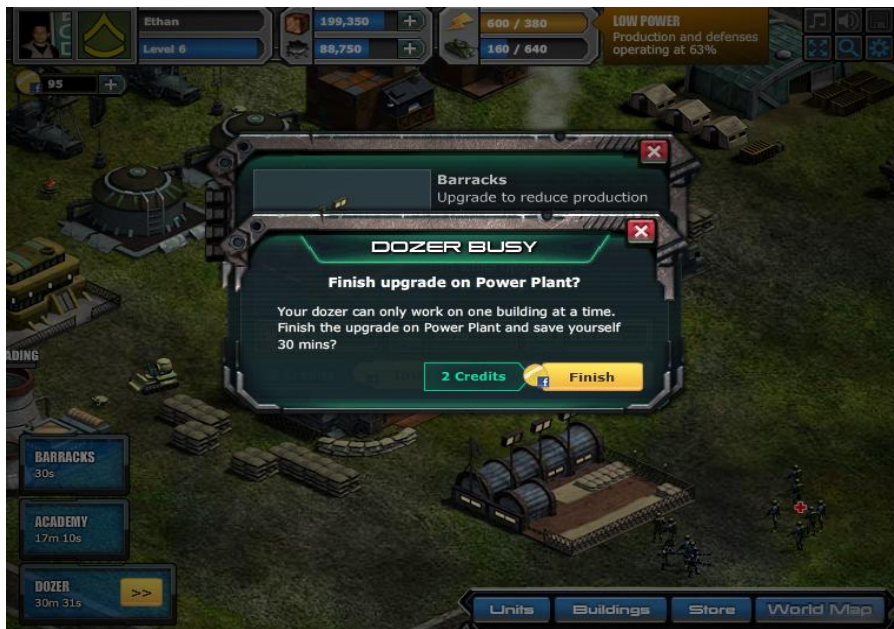 Ethan
Level 6
199,350
88,750
600 / 380
160 / 640
LOW POWER
Production and defenses
operating at 63%
95
Barracks
Upgrade to reduce production
DOZER BUSY
Finish upgrade on Power Plant?
Your dozer can only work on one building at a time.
Finish the upgrade on Power Plant and save yourself
30 mins?
2 Credits
Finish
ADING
BARRACKS
30s
ACADEMY
17m 10s
DOZER
30m 31s
>>
Units
Buildings
Store
World Map